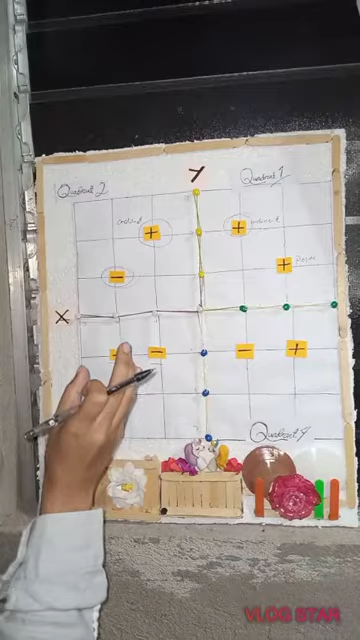 Y
Quadrant 2
Quadrant 1
+
+
−
+
X
−
−
+
Quadrant 4
VLOG STAR